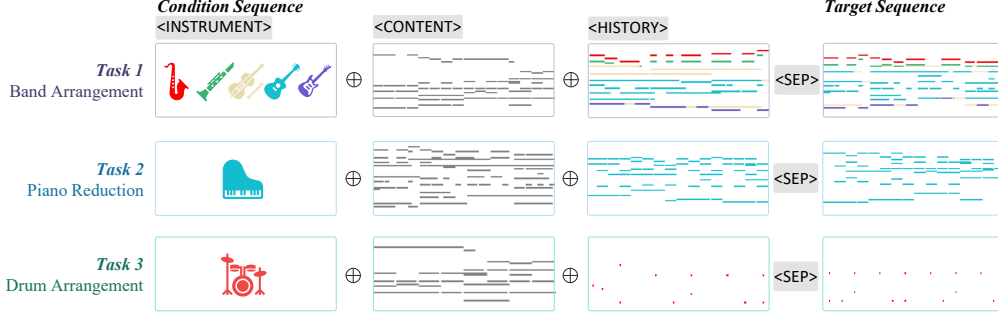 Condition Sequence
Target Sequence
<INSTRUMENT>
<CONTENT>
<HISTORY>
Task 1
Band Arrangement
<SEP>
Task 2
Piano Reduction
<SEP>
Task 3
Drum Arrangement
<SEP>